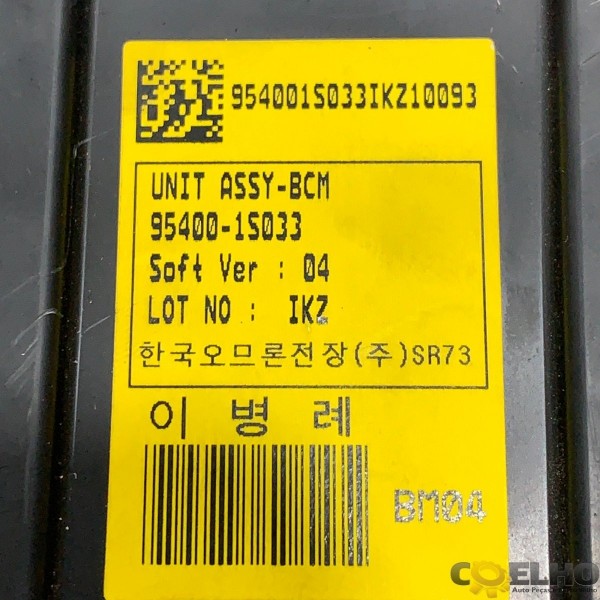 954001S033IKZ10093
UNIT ASSY-BCM
95400-1S033
Soft Ver : 04
LOT NO : IKZ
한국오므론전장(주)SR73
이 병 례
BM04
COELHO